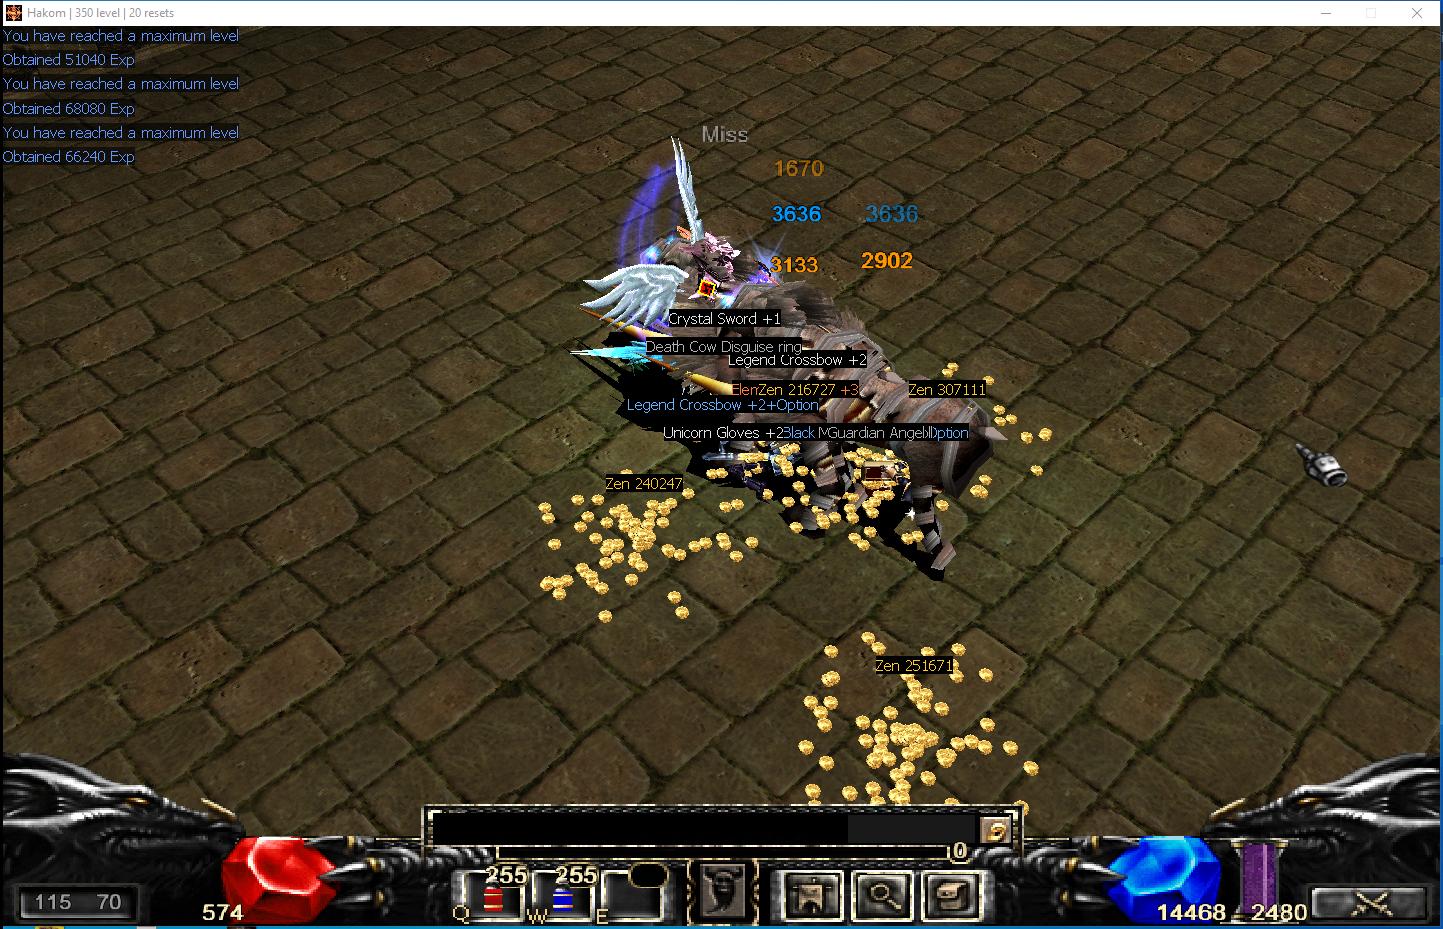 Hakom | 350 level | 20 resets
You have reached a maximum level
Obtained 51040 Exp
You have reached a maximum level
Obtained 68080 Exp
You have reached a maximum level
Obtained 66240 Exp
Miss
1670
3636 3636
3133 2902
Crystal Sword +1
Death Cow Disguise ring
Legend Crossbow +2
Zen 216727 +3 Zen 307111
Legend Crossbow +2+Option
Unicorn Gloves +2 Black Guardian Angel Option
Zen 240247
Zen 251671
0
255 255
Q W E
115 70
574
14468 2480